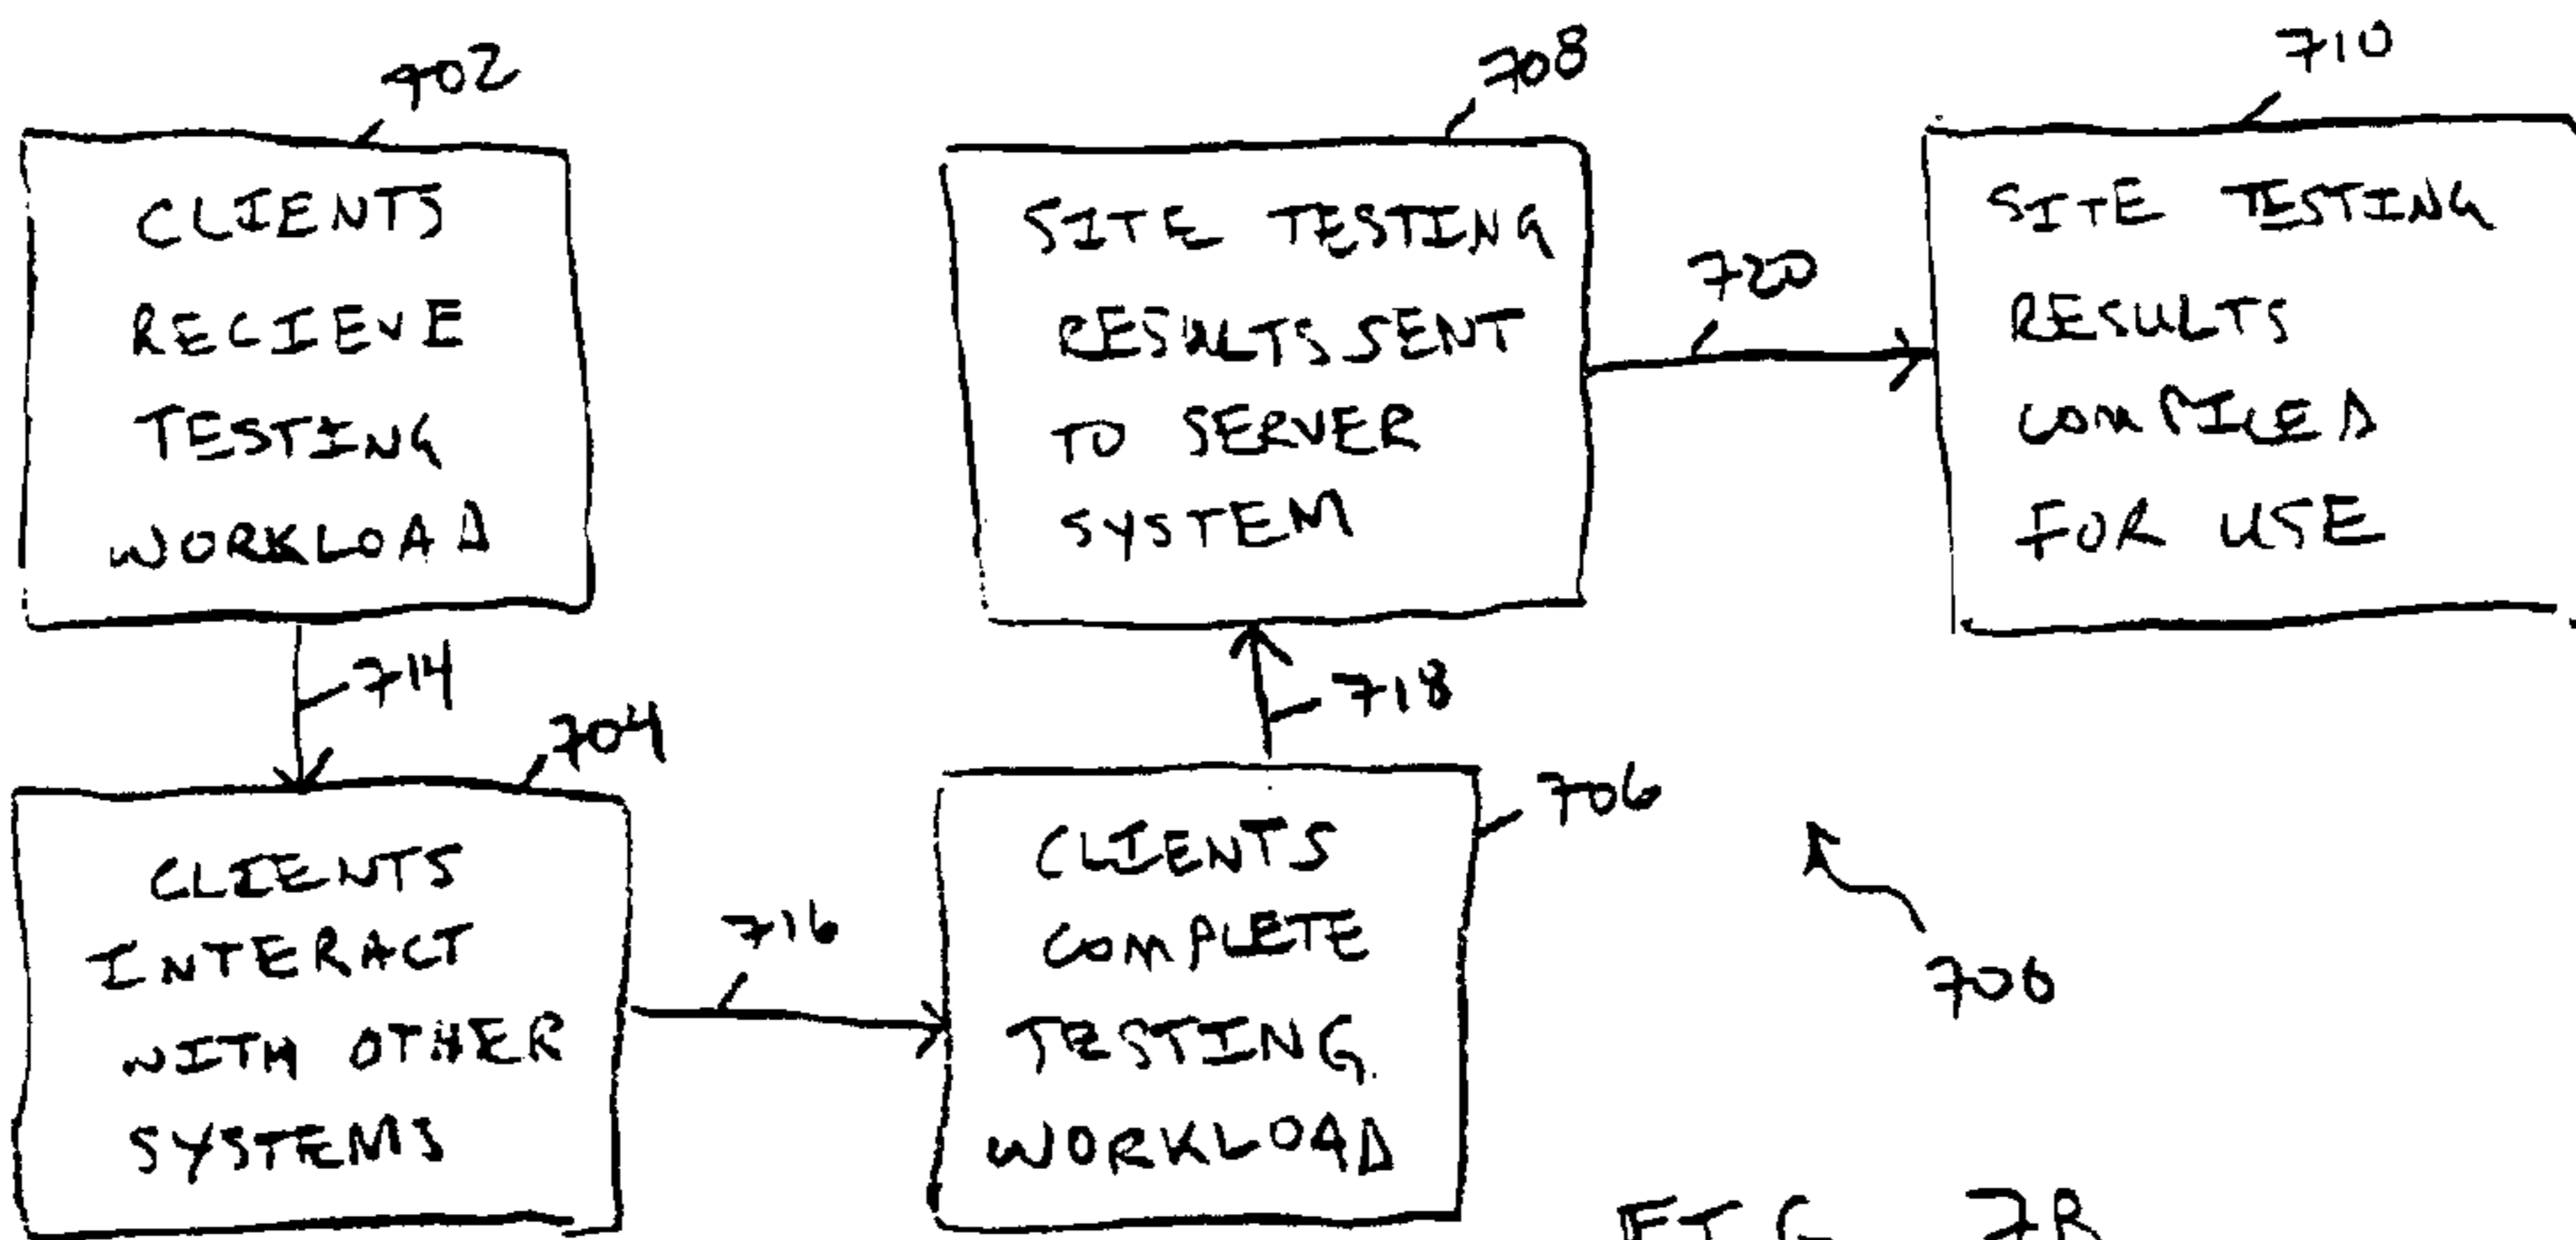 702
CLIENTS
RECIEVE
TESTING
WORKLOAD
714
704
CLIENTS
INTERACT
WITH OTHER
SYSTEMS
716
706
CLIENTS
COMPLETE
TESTING
WORKLOAD
718
708
SITE TESTING
RESULTS SENT
TO SERVER
SYSTEM
720
710
SITE TESTING
RESULTS
COMPILED
FOR USE
700
FIG 7B